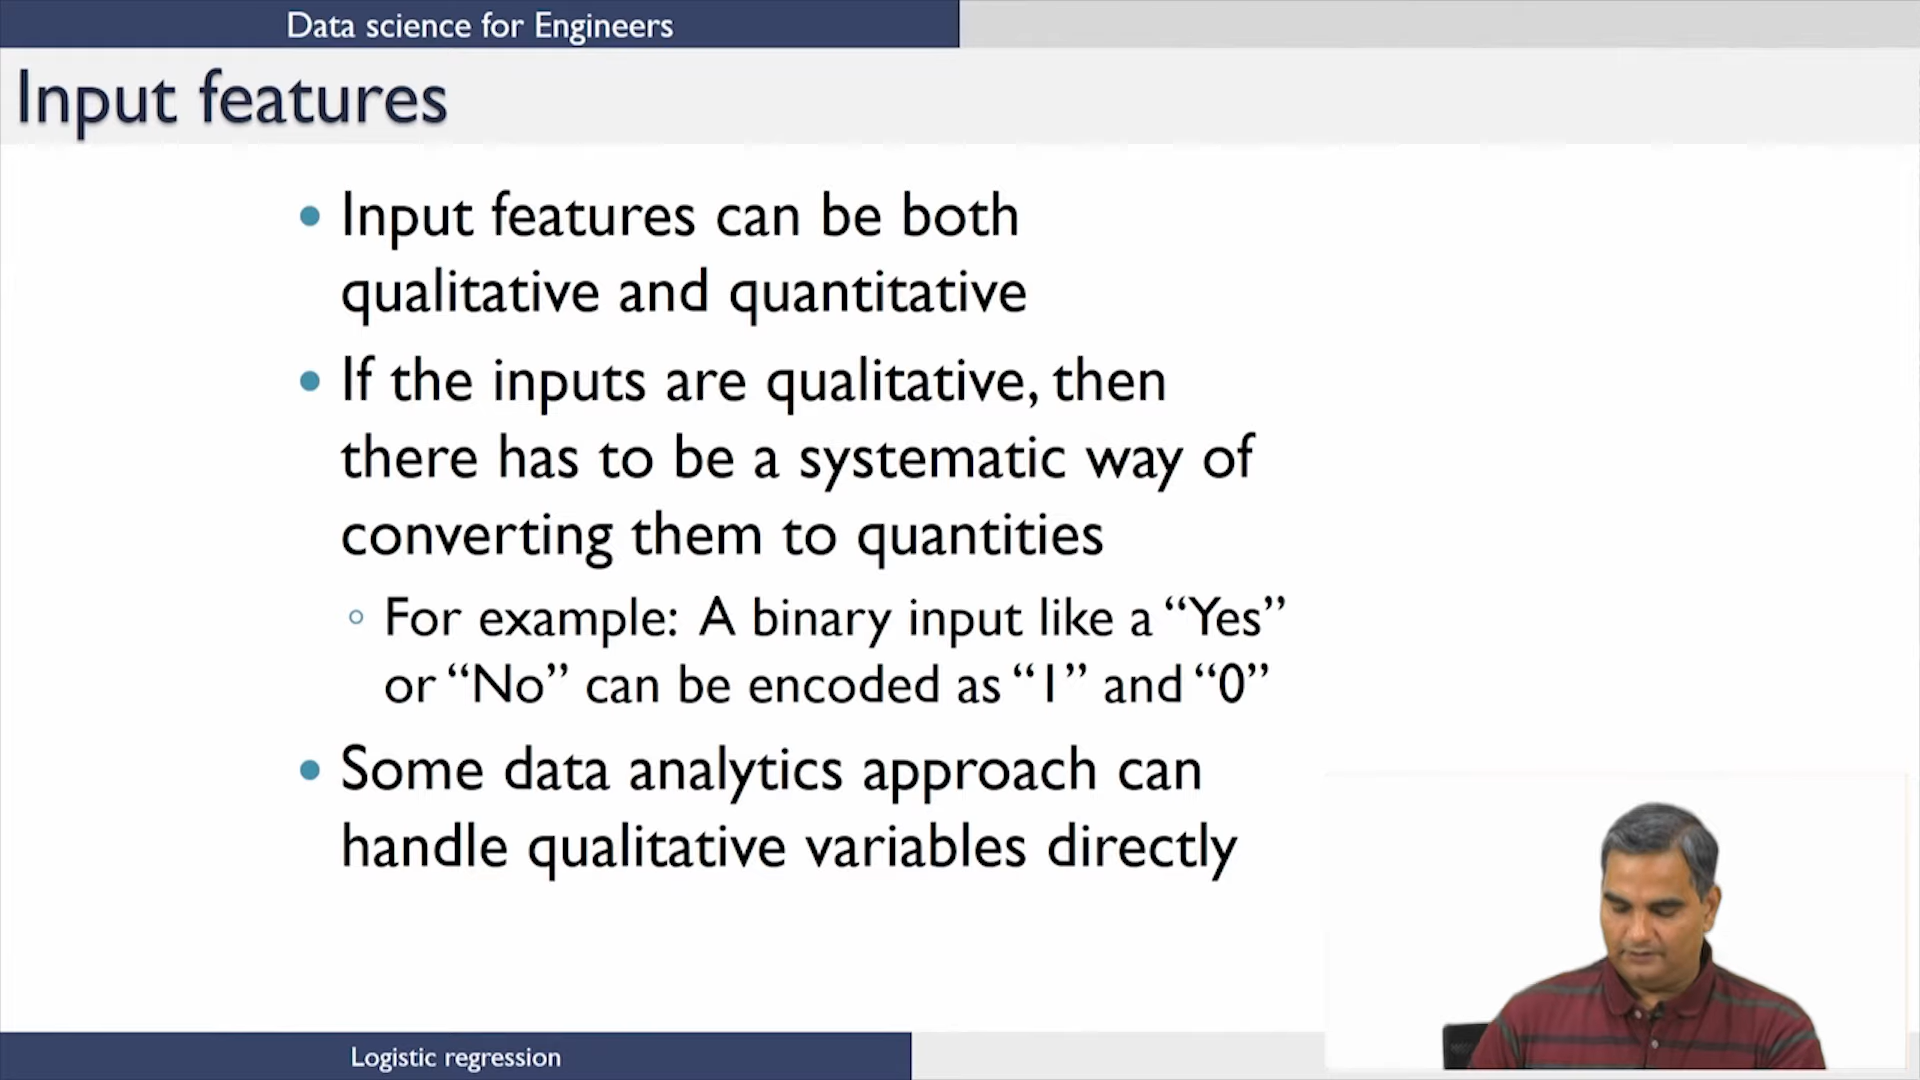 Data science for Engineers
Input features
• Input features can be both
qualitative and quantitative
• If the inputs are qualitative, then
there has to be a systematic way of
converting them to quantities
◦ For example: A binary input like a “Yes”
or “No” can be encoded as “1” and “0”
• Some data analytics approach can
handle qualitative variables directly
Logistic regression